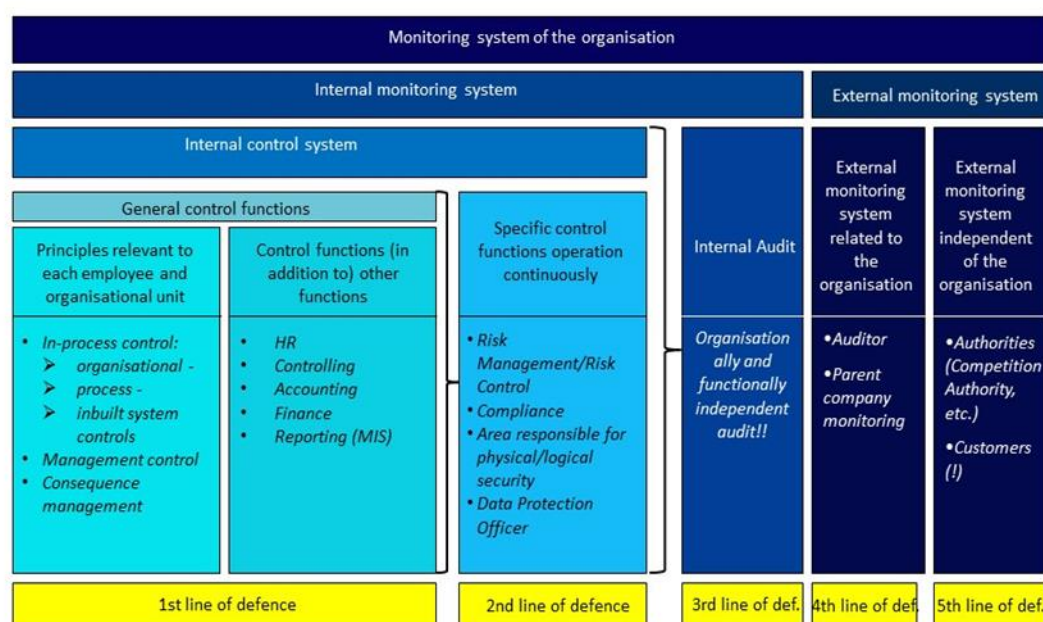 Monitoring system of the organisation
Internal monitoring system
External monitoring system
Internal control system
General control functions
Principles relevant to
each employee and
organisational unit
• In-process control:
➢ organisational -
➢ process -
➢ inbuilt system
controls
• Management control
• Consequence
management
Control functions (in
addition to) other
functions
• HR
• Controlling
• Accounting
• Finance
• Reporting (MIS)
Specific control
functions operation
continuously
• Risk
Management/Risk
Control
• Compliance
• Area responsible for
physical/logical
security
• Data Protection
Officer
Internal Audit
Organisation
ally and
functionally
independent
audit!!
External
monitoring
system
related to
the
organisation
•Auditor
•Parent
company
monitoring
External
monitoring
system
independent
of the
organisation
•Authorities
(Competition
Authority,
etc.)
•Customers
(!)
1st line of defence
2nd line of defence
3rd line of def.
4th line of def.
5th line of def.